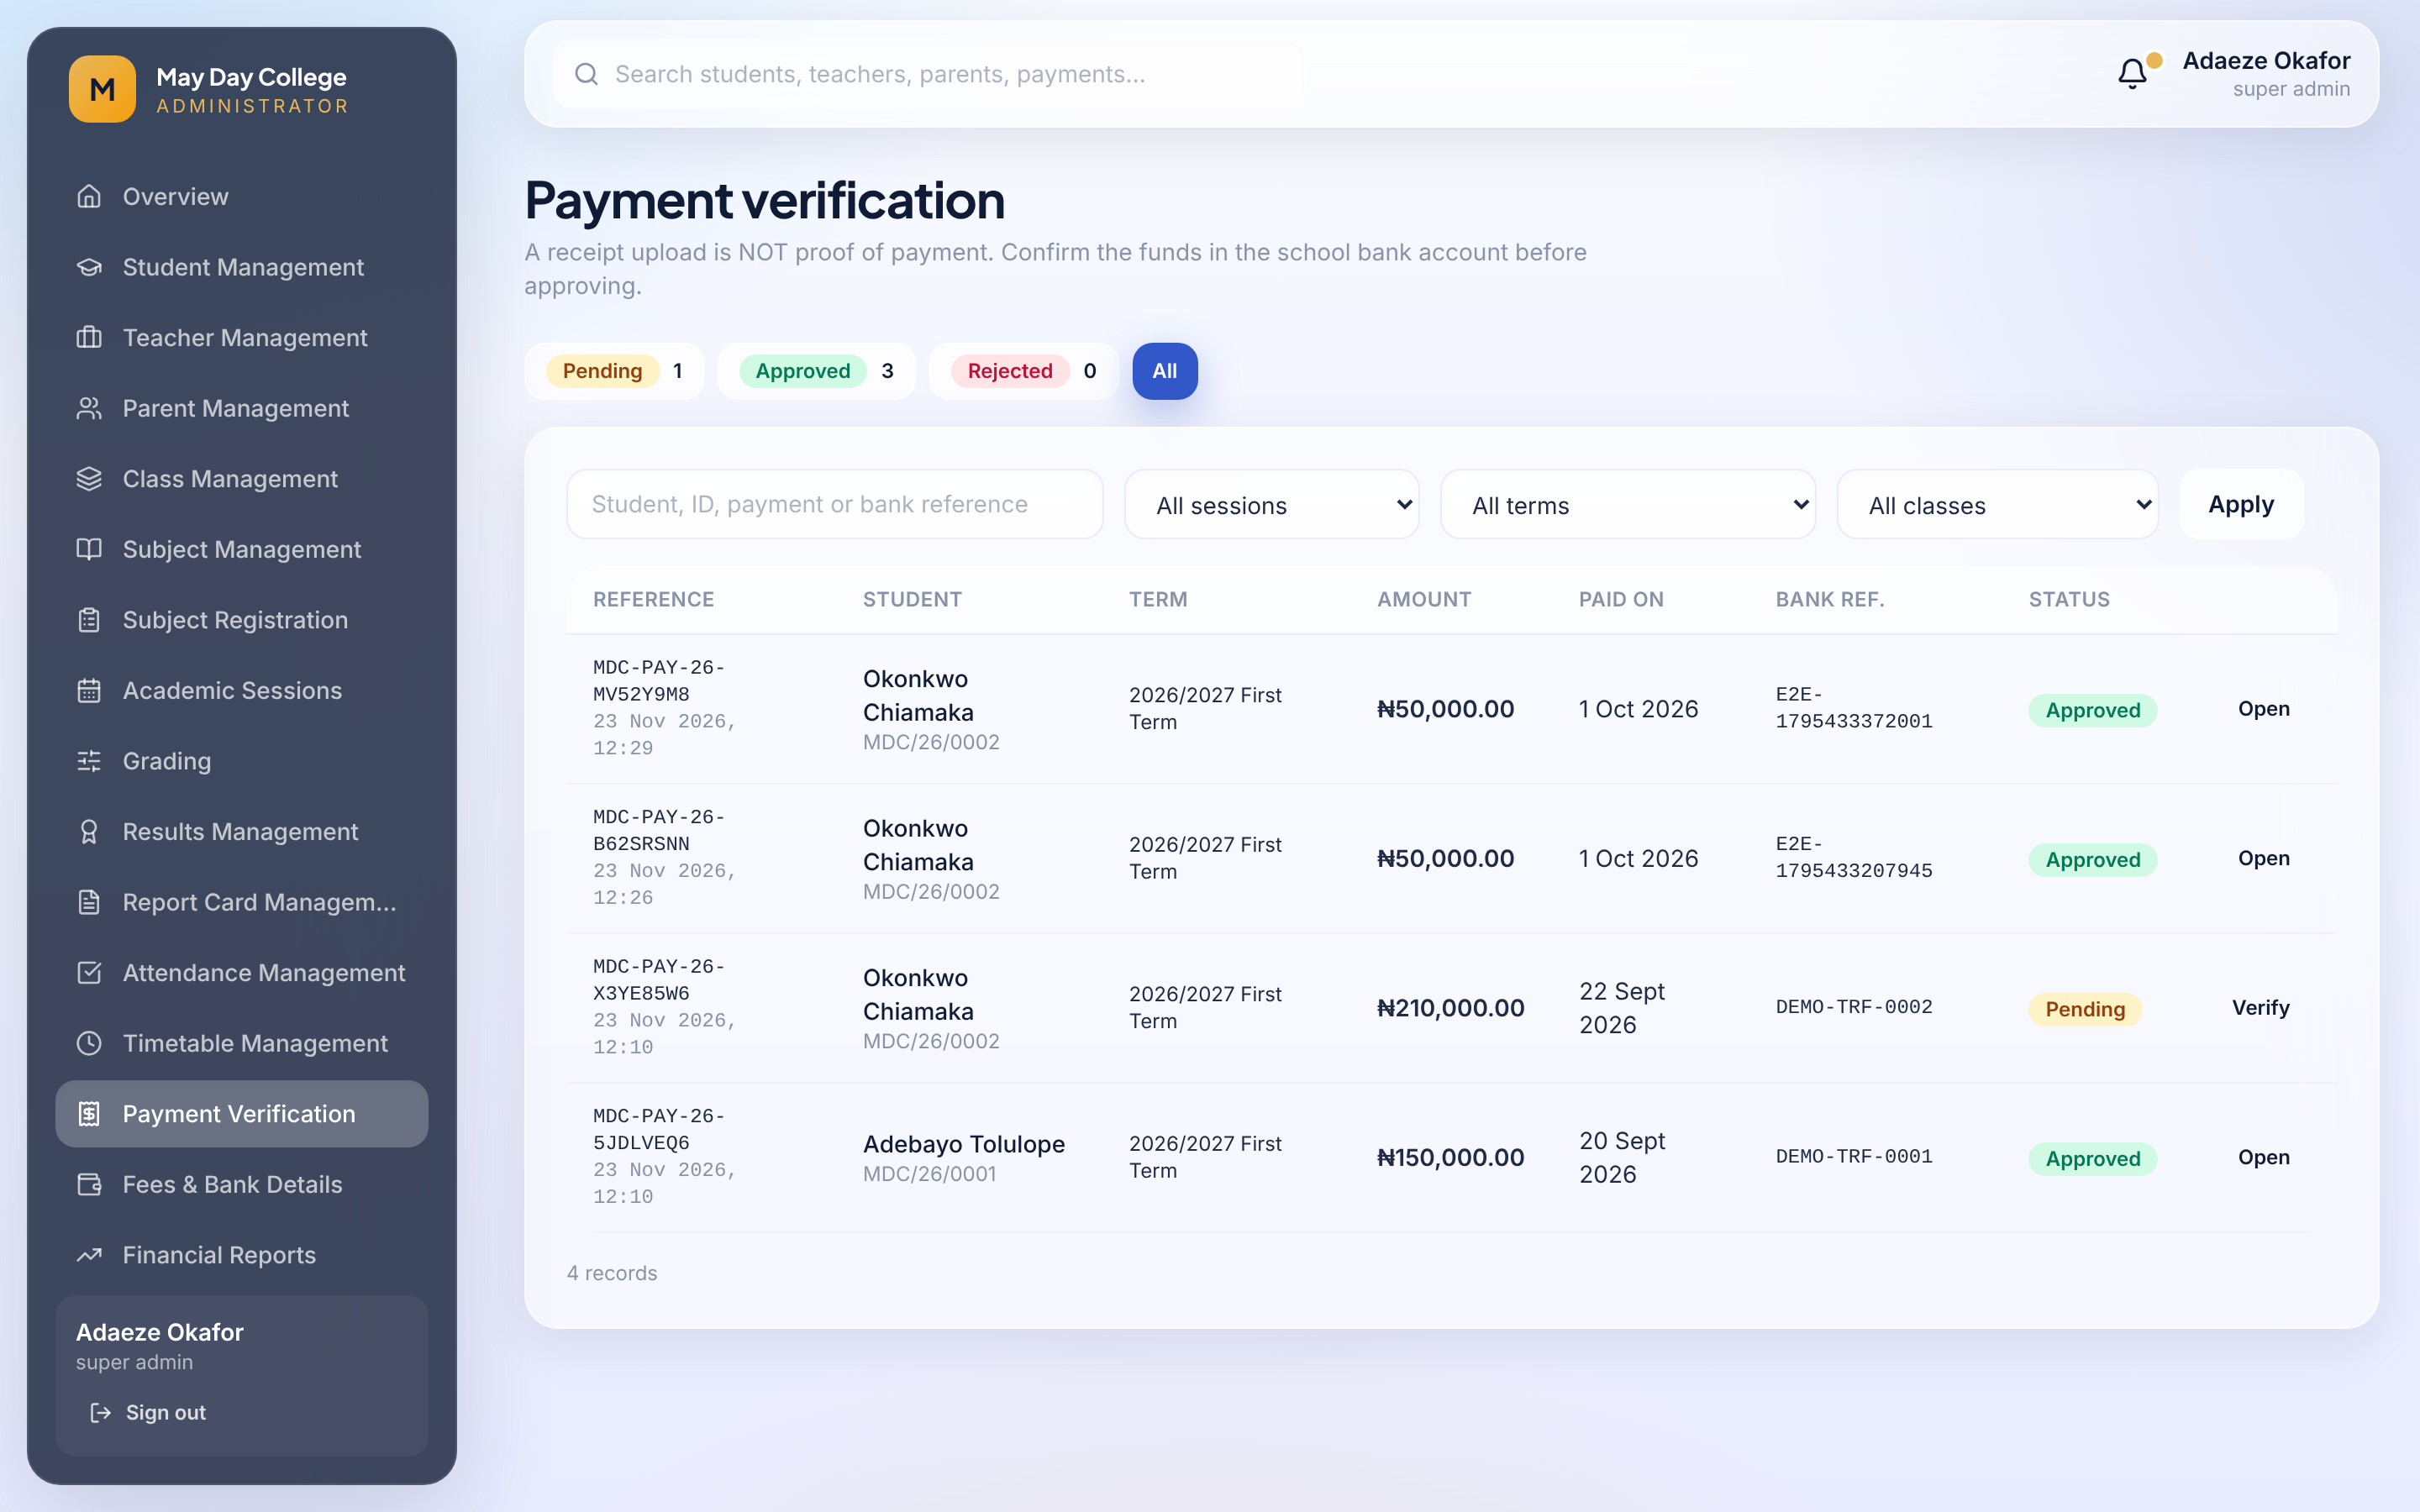 M
May Day College
ADMINISTRATOR
Overview
Student Management
Teacher Management
Parent Management
Class Management
Subject Management
Subject Registration
Academic Sessions
Grading
Results Management
Report Card Managem...
Attendance Management
Timetable Management
Payment Verification
Fees & Bank Details
Financial Reports
Adaeze Okafor
super admin
Sign out
Search students, teachers, parents, payments...
Adaeze Okafor
super admin
Payment verification
A receipt upload is NOT proof of payment. Confirm the funds in the school bank account before
approving.
Pending 1 Approved 3 Rejected 0 All
Student, ID, payment or bank reference All sessions All terms All classes Apply
REFERENCE STUDENT TERM AMOUNT PAID ON BANK REF. STATUS
MDC-PAY-26-
MV52Y9M8
23 Nov 2026,
12:29
Okonkwo
Chiamaka
MDC/26/0002
2026/2027 First
Term
₦50,000.00
1 Oct 2026
E2E-
1795433372001
Approved
Open
MDC-PAY-26-
B62SRSNN
23 Nov 2026,
12:26
Okonkwo
Chiamaka
MDC/26/0002
2026/2027 First
Term
₦50,000.00
1 Oct 2026
E2E-
1795433207945
Approved
Open
MDC-PAY-26-
X3YE85W6
23 Nov 2026,
12:10
Okonkwo
Chiamaka
MDC/26/0002
2026/2027 First
Term
₦210,000.00
22 Sept
2026
DEMO-TRF-0002
Pending
Verify
MDC-PAY-26-
5JDLVEQ6
23 Nov 2026,
12:10
Adebayo Tolulope
MDC/26/0001
2026/2027 First
Term
₦150,000.00
20 Sept
2026
DEMO-TRF-0001
Approved
Open
4 records